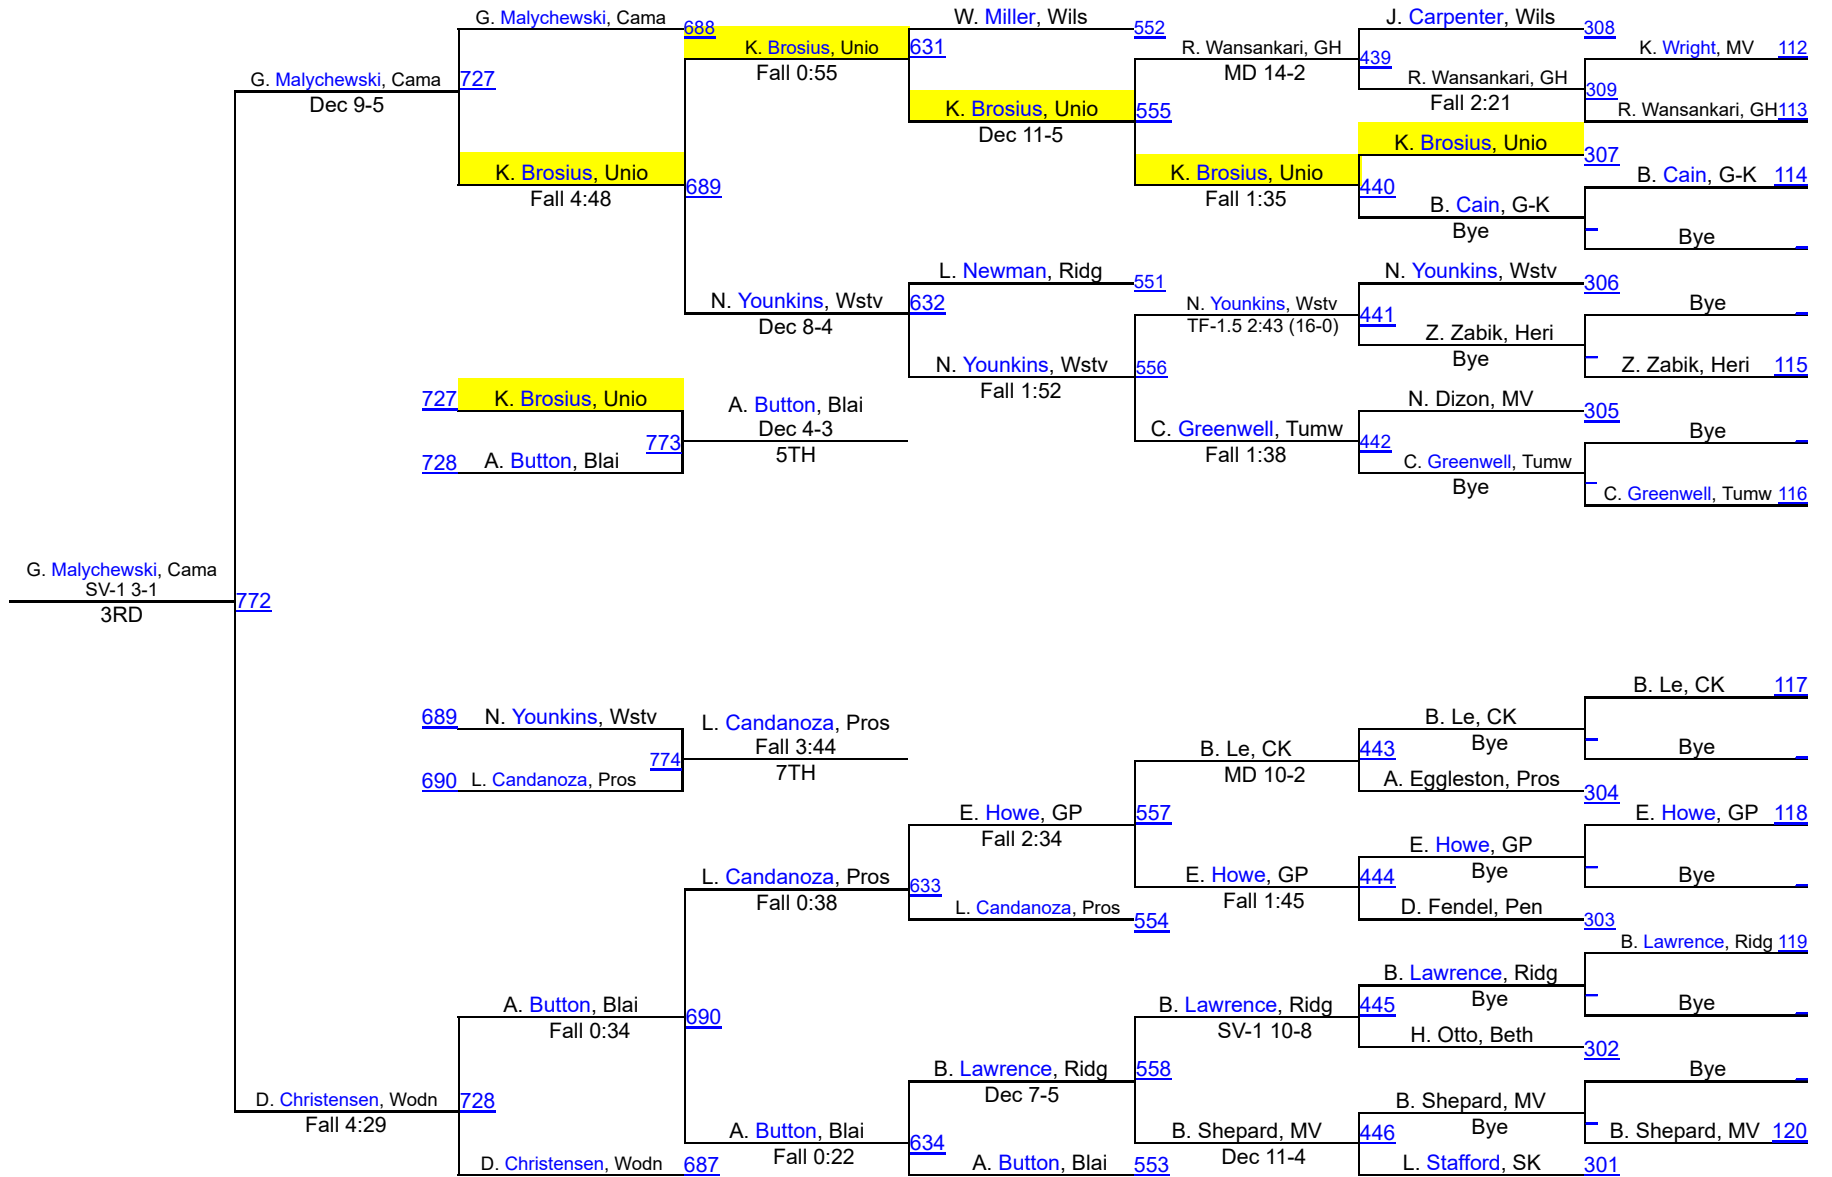 G. Malychewski, Cama
688
W. Miller, Wils
552
J. Carpenter, Wils
308
K. Brosius, Unio
631
R. Wansankari, GH
K. Wright, MV 112
Fall 0:55
MD 14-2
439
G. Malychewski, Cama
727
R. Wansankari, GH
309
Dec 9-5
Fall 2:21
K. Brosius, Unio
555
R. Wansankari, GH 113
Dec 11-5
K. Brosius, Unio
307
K. Brosius, Unio
689
K. Brosius, Unio
440
B. Cain, G-K 114
Fall 4:48
Fall 1:35
B. Cain, G-K
Bye
Bye
L. Newman, Ridg
551
N. Younkins, Wstv
306
N. Younkins, Wstv
632
N. Younkins, Wstv
441
Bye
Dec 8-4
TF-1.5 2:43 (16-0)
Z. Zabik, Heri
Bye
N. Younkins, Wstv
556
Z. Zabik, Heri 115
Fall 1:52
727 K. Brosius, Unio
A. Button, Blai
N. Dizon, MV
305
773
Dec 4-3
C. Greenwell, Tumw
442
Bye
728 A. Button, Blai
5TH
Fall 1:38
C. Greenwell, Tumw
Bye
C. Greenwell, Tumw 116
G. Malychewski, Cama
SV-1 3-1
772
3RD
B. Le, CK 117
689 N. Younkins, Wstv
L. Candanoza, Pros
B. Le, CK
774
Fall 3:44
B. Le, CK
443
Bye
Bye
690 L. Candanoza, Pros
7TH
MD 10-2
A. Eggleston, Pros
304
E. Howe, GP
557
E. Howe, GP 118
Fall 2:34
E. Howe, GP
L. Candanoza, Pros
633
E. Howe, GP
444
Bye
Bye
Fall 0:38
L. Candanoza, Pros
554
Fall 1:45
D. Fendel, Pen
303
B. Lawrence, Ridg 119
B. Lawrence, Ridg
A. Button, Blai
690
B. Lawrence, Ridg
445
Bye
Bye
Fall 0:34
SV-1 10-8
H. Otto, Beth
302
B. Lawrence, Ridg
558
Bye
Dec 7-5
D. Christensen, Wodn
728
B. Shepard, MV
Fall 4:29
A. Button, Blai
634
B. Shepard, MV
446
Bye
B. Shepard, MV 120
D. Christensen, Wodn
687
Fall 0:22
A. Button, Blai
553
Dec 11-4
L. Stafford, SK
301